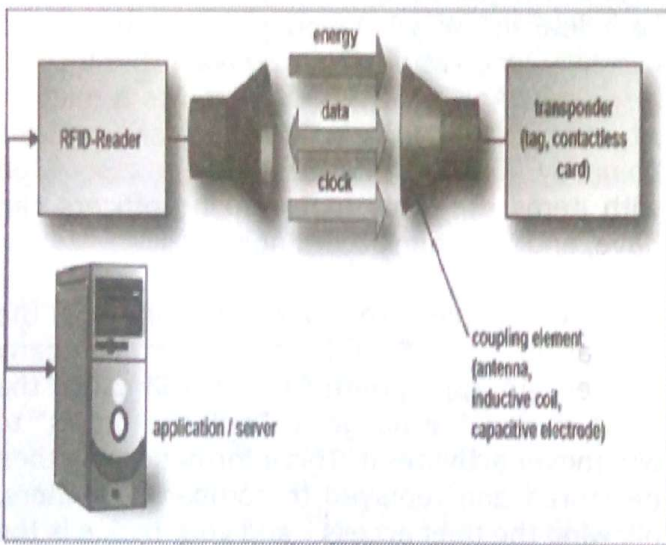 energy
RFID-Reader
data
clock
transponder
(tag, contactless
card)
coupling element
(antenna,
inductive coil,
capacitive electrode)
application / server